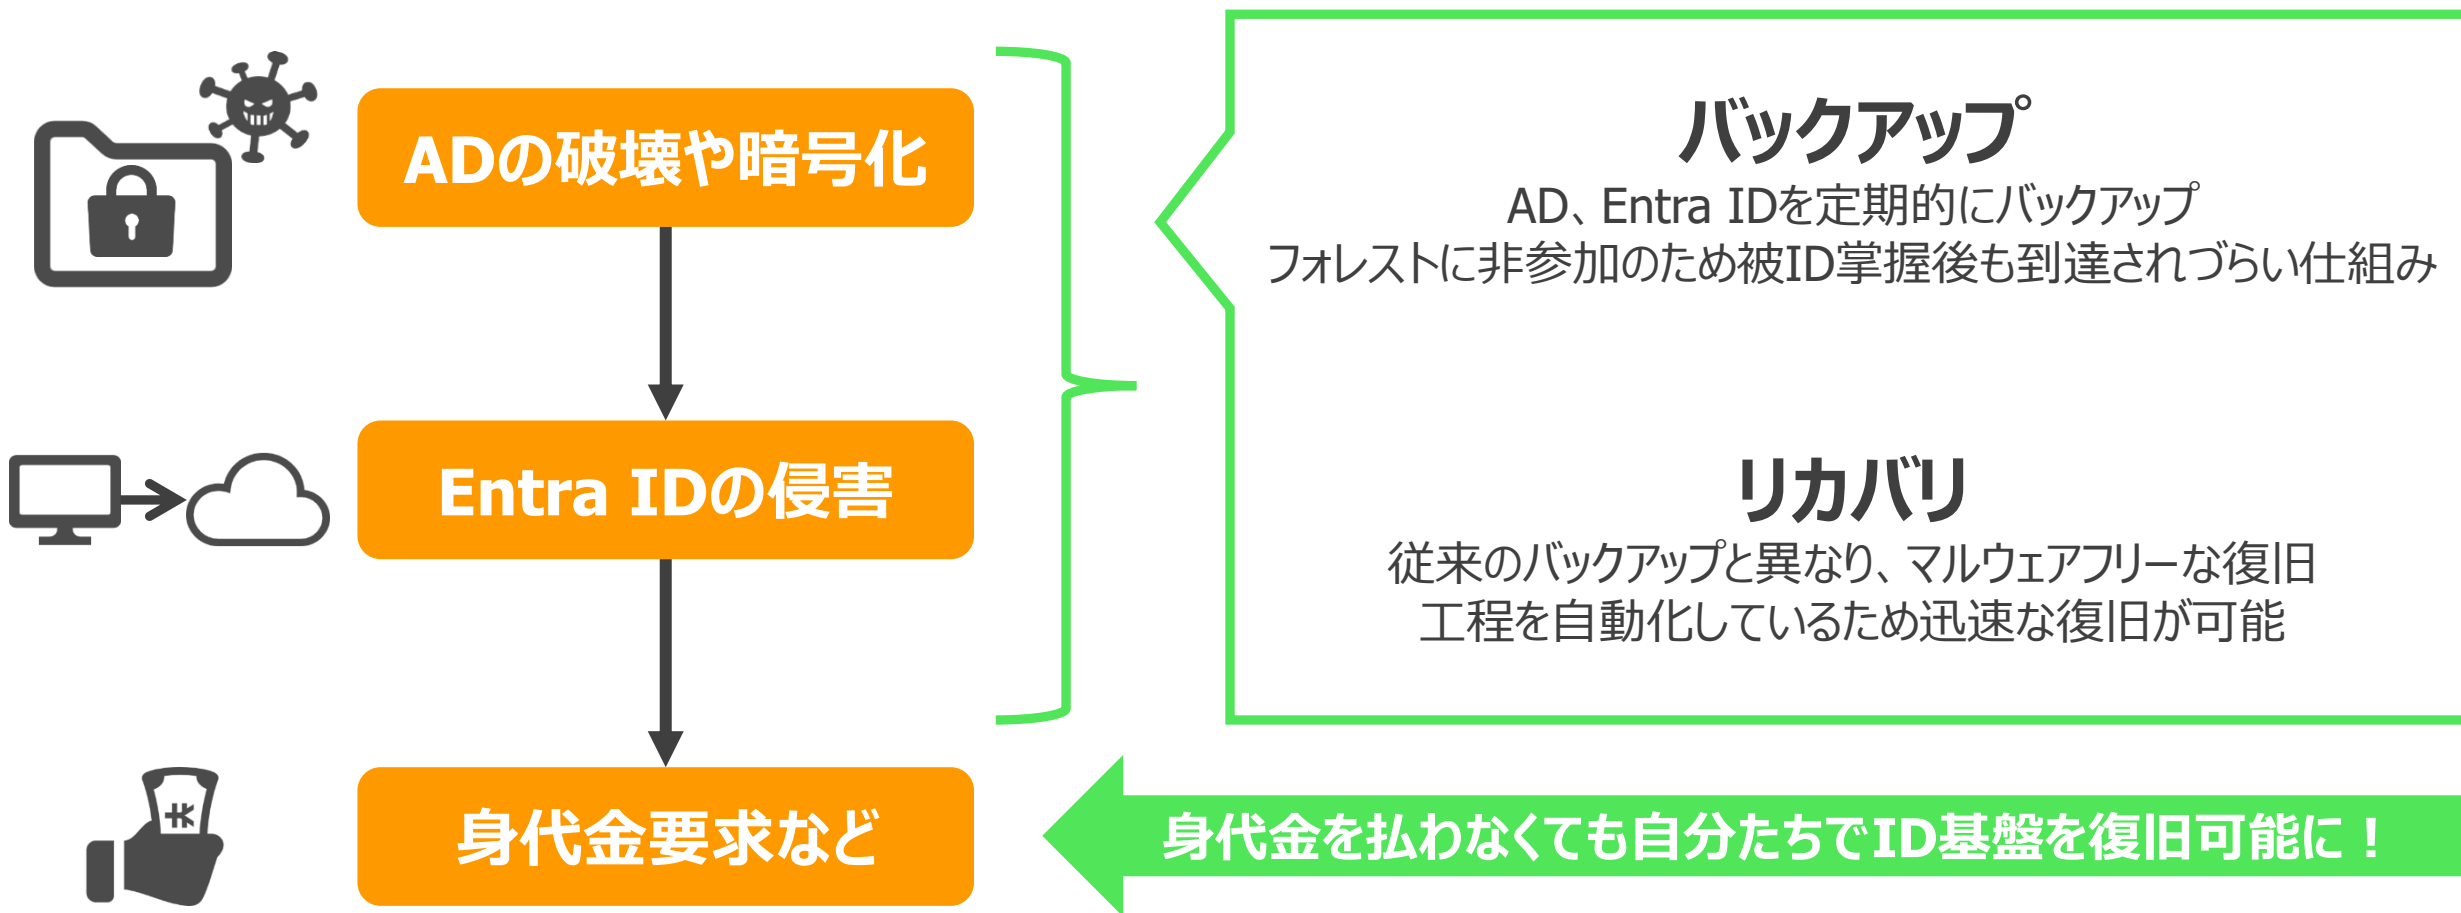 ADの破壊や暗号化
Entra IDの侵害
身代金要求など
バックアップ
AD、Entra IDを定期的にバックアップ
フォレストに非参加のため被ID掌握後も到達されづらい仕組み
リカバリ
従来のバックアップと異なり、マルウェアフリーな復旧
工程を自動化しているため迅速な復旧が可能
身代金を払わなくても自分たちでID基盤を復旧可能に！